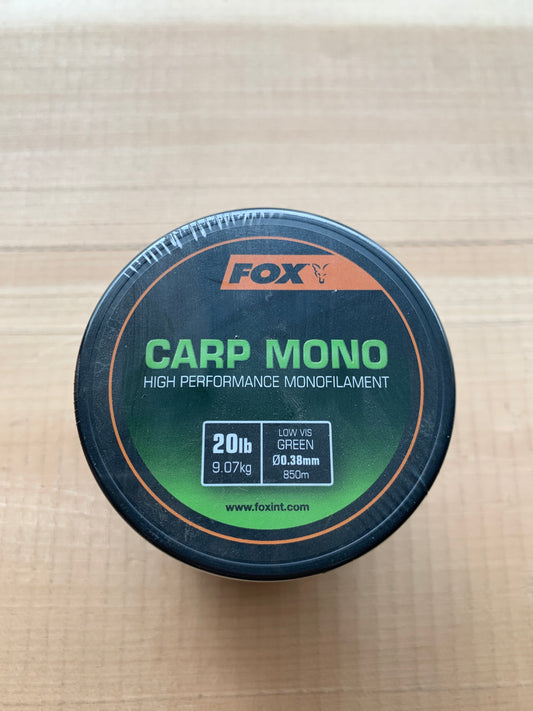 FOX
CARP MONO
HIGH PERFORMANCE MONOFILAMENT
20lb
9.07kg
LOW VIS
GREEN
Ø0.38mm
850m
www.foxint.com